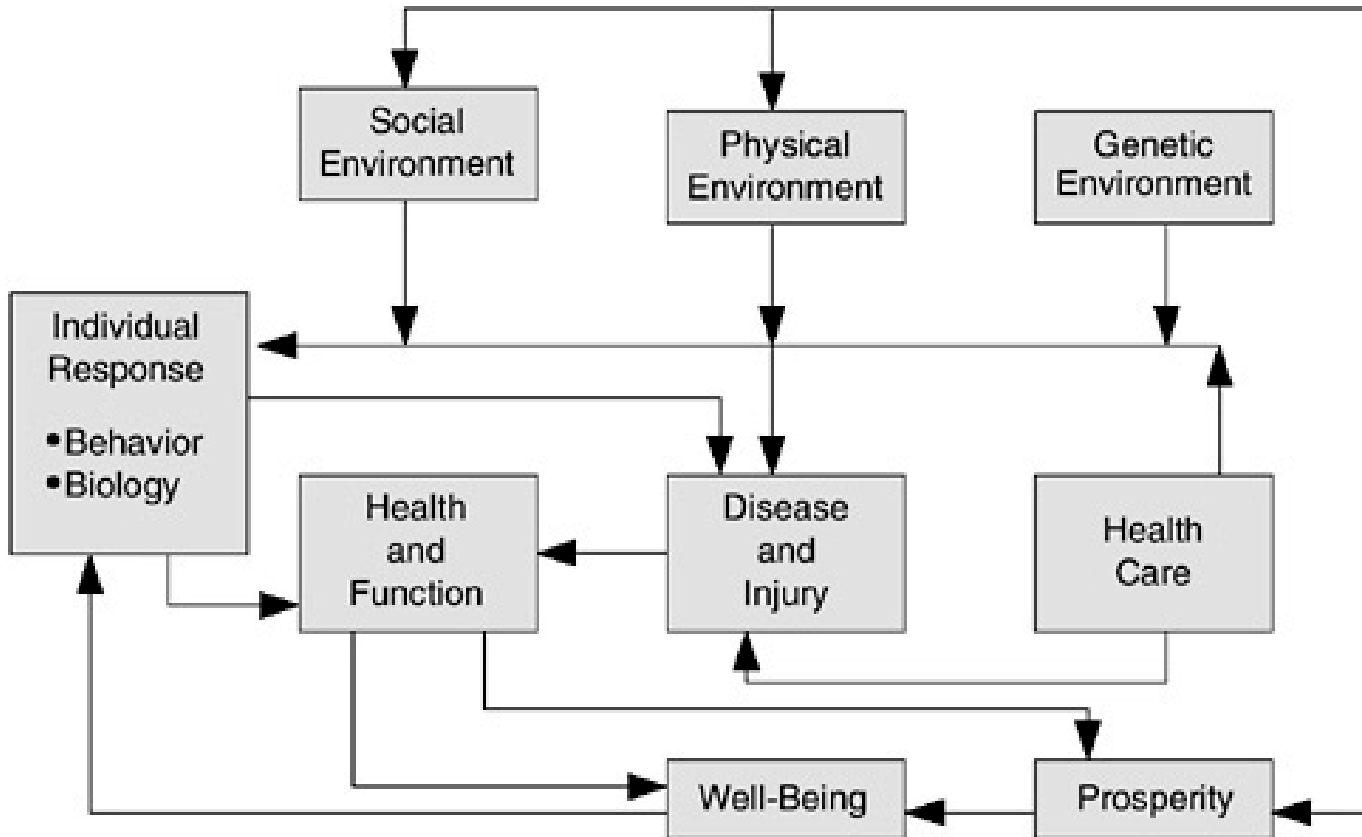 Social
Environment
Physical
Environment
Genetic
Environment
Individual
Response
•Behavior
•Biology
Health
and
Function
Disease
and
Injury
Health
Care
Well-Being
Prosperity